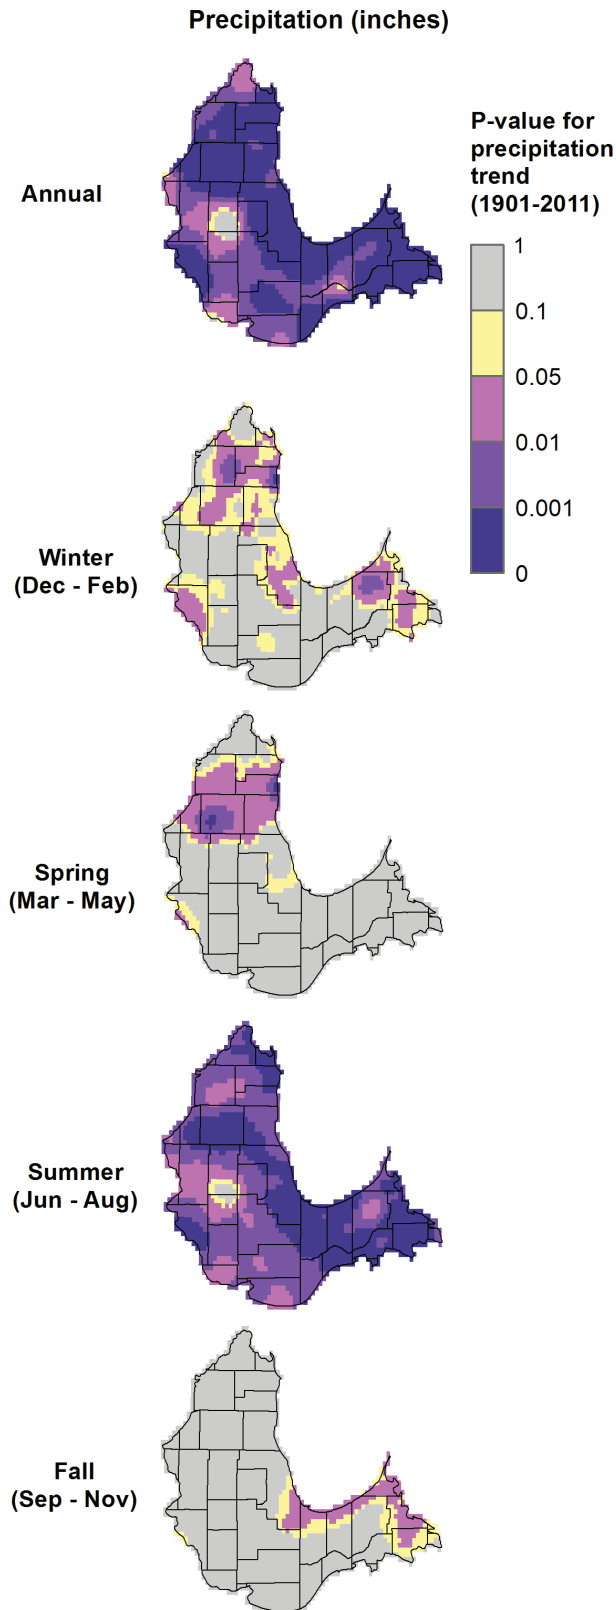 Precipitation (inches)
P-value for
precipitation
trend
(1901-2011)
Annual
1
0.1
0.05
0.01
0.001
0
Winter
(Dec - Feb)
Spring
(Mar - May)
Summer
(Jun - Aug)
Fall
(Sep - Nov)